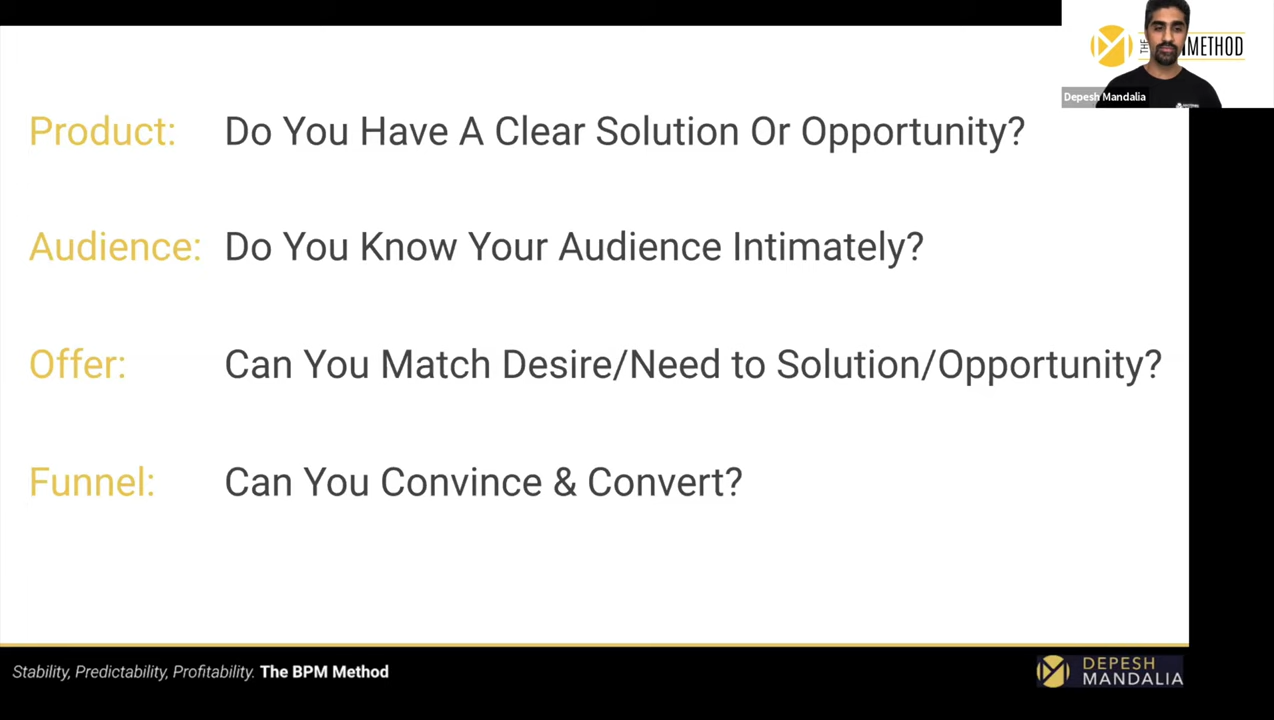 THE METHOD
Depesh Mandalia
Product: Do You Have A Clear Solution Or Opportunity?
Audience: Do You Know Your Audience Intimately?
Offer: Can You Match Desire/Need to Solution/Opportunity?
Funnel: Can You Convince & Convert?
Stability, Predictability, Profitability. The BPM Method
DEPESH
MANDALIA